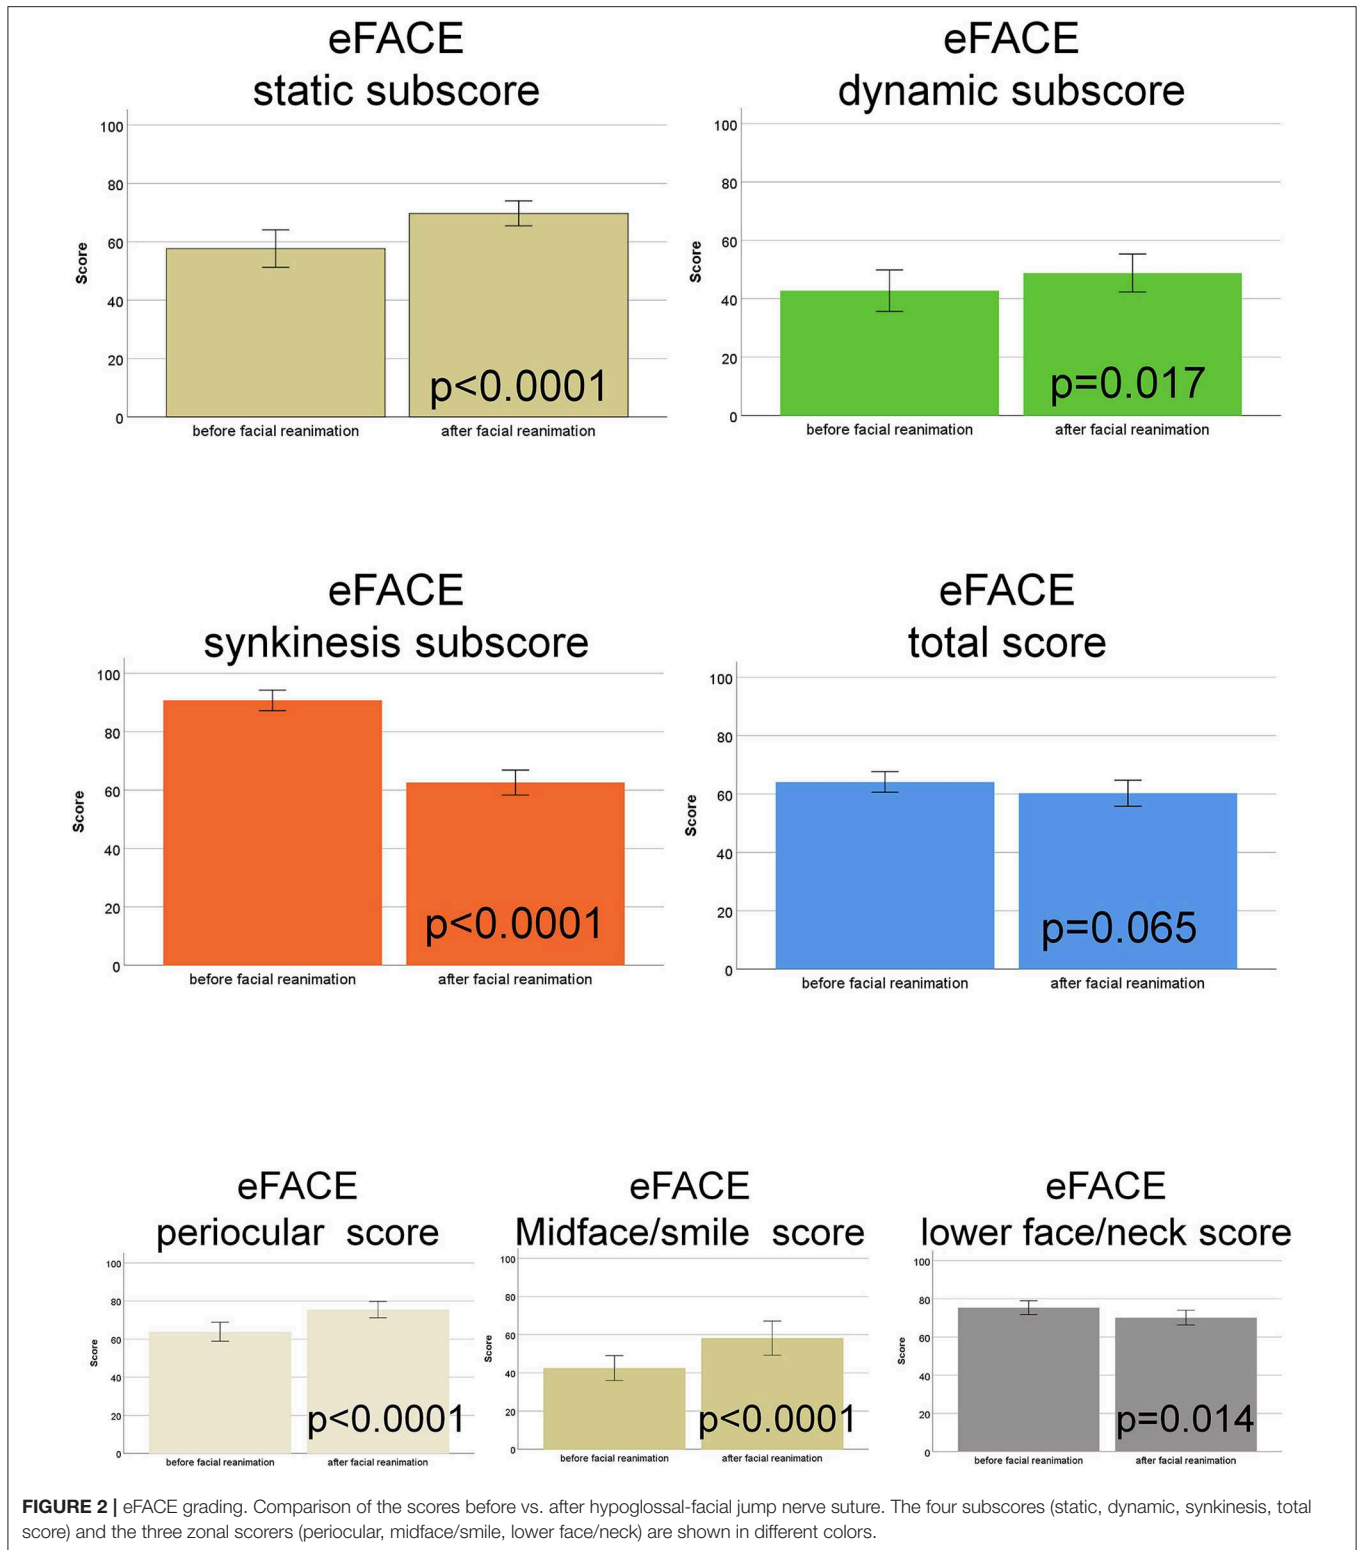 eFACE
static subscore
100
80
60
40
20
0
Score
p<0.0001
before facial reanimation
after facial reanimation
eFACE
dynamic subscore
100
80
60
40
20
0
Score
p=0.017
before facial reanimation
after facial reanimation
eFACE
synkinesis subscore
100
80
60
40
20
0
Score
p<0.0001
before facial reanimation
after facial reanimation
eFACE
total score
100
80
60
40
20
0
Score
p=0.065
before facial reanimation
after facial reanimation
eFACE
periocular score
100
80
60
40
20
0
Score
p<0.0001
before facial reanimation
after facial reanimation
eFACE
Midface/smile score
100
80
60
40
20
0
Score
p<0.0001
before facial reanimation
after facial reanimation
eFACE
lower face/neck score
100
80
60
40
20
0
Score
p=0.014
before facial reanimation
after facial reanimation
FIGURE 2 | eFACE grading. Comparison of the scores before vs. after hypoglossal-facial jump nerve suture. The four subscores (static, dynamic, synkinesis, total
score) and the three zonal scorers (periocular, midface/smile, lower face/neck) are shown in different colors.